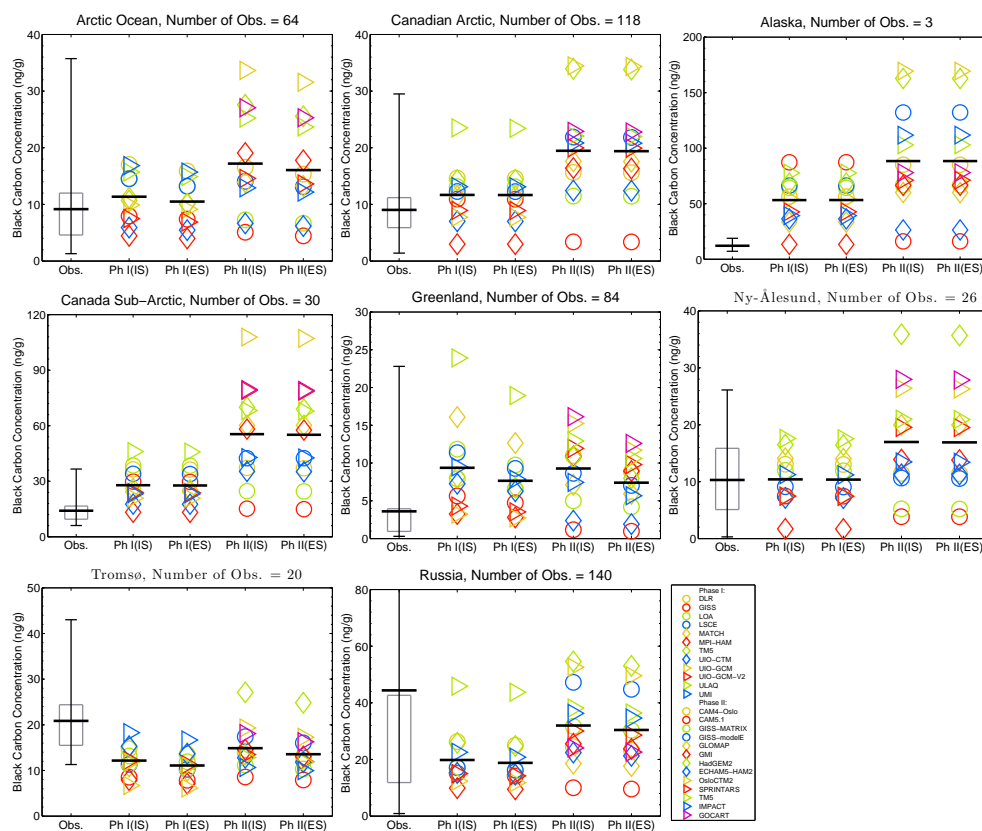 Arctic Ocean, Number of Obs. = 64
Black Carbon Concentration (ng/g)
40
30
20
10
0
Obs. Ph I(IS) Ph I(ES) Ph II(IS) Ph II(ES)
Canadian Arctic, Number of Obs. = 118
Black Carbon Concentration (ng/g)
40
30
20
10
0
Obs. Ph I(IS) Ph I(ES) Ph II(IS) Ph II(ES)
Alaska, Number of Obs. = 3
Black Carbon Concentration (ng/g)
200
150
100
50
0
Obs. Ph I(IS) Ph I(ES) Ph II(IS) Ph II(ES)
Canada Sub−Arctic, Number of Obs. = 30
Black Carbon Concentration (ng/g)
120
90
60
30
0
Obs. Ph I(IS) Ph I(ES) Ph II(IS) Ph II(ES)
Greenland, Number of Obs. = 84
Black Carbon Concentration (ng/g)
30
25
20
15
10
5
0
Obs. Ph I(IS) Ph I(ES) Ph II(IS) Ph II(ES)
Ny-Ålesund, Number of Obs. = 26
Black Carbon Concentration (ng/g)
40
30
20
10
0
Obs. Ph I(IS) Ph I(ES) Ph II(IS) Ph II(ES)
Tromsø, Number of Obs. = 20
Black Carbon Concentration (ng/g)
50
40
30
20
10
0
Obs. Ph I(IS) Ph I(ES) Ph II(IS) Ph II(ES)
Russia, Number of Obs. = 140
Black Carbon Concentration (ng/g)
80
60
40
20
0
Obs. Ph I(IS) Ph I(ES) Ph II(IS) Ph II(ES)
Phase I:
DLR
GISS
LOA
LSCE
MATCH
MPI−HAM
TM5
UIO−CTM
UIO−GCM
UIO−GCM−V2
ULAQ
UMI
Phase II:
CAM4−Oslo
CAM5.1
GISS−MATRIX
GISS−modelE
GLOMAP
GMI
HadGEM2
ECHAM5−HAM2
OsloCTM2
SPRINTARS
TM5
IMPACT
GOCART